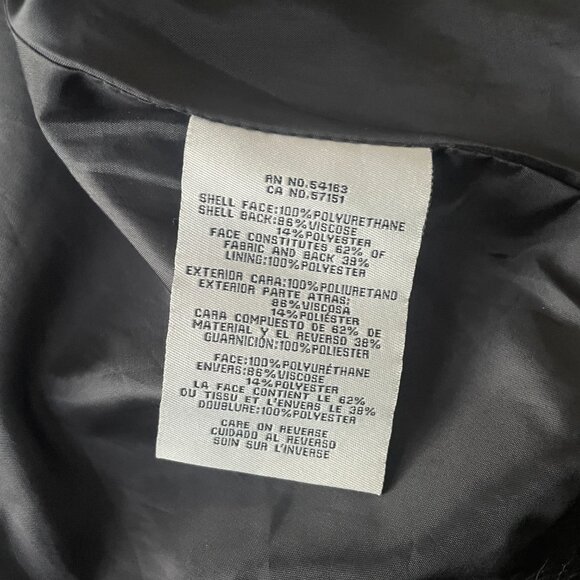 RN NO.54163
CA NO.57151
SHELL FACE:100%POLYURETHANE
SHELL BACK:86%VISCOSE
14%POLYESTER
FACE CONSTITUTES 62% OF
FABRIC AND BACK 38%
LINING:100%POLYESTER
EXTERIOR CARA:100%POLIURETANO
EXTERIOR PARTE ATRAS:
86%VISCOSA
14%POLIÉSTER
CARA COMPUESTO DE 62% DE
MATERIAL Y EL REVERSO 38%
GUARNICIÓN:100%POLIESTER
FACE:100%POLYURÉTHANE
ENVERS:86%VISCOSE
14%POLYESTER
LA FACE CONTIENT LE 62%
DU TISSU ET L'ENVERS LE 38%
DOUBLURE:100%POLYESTER
CARE ON REVERSE
CUIDADO AL REVERSO
SOIN SUR L'INVERSE